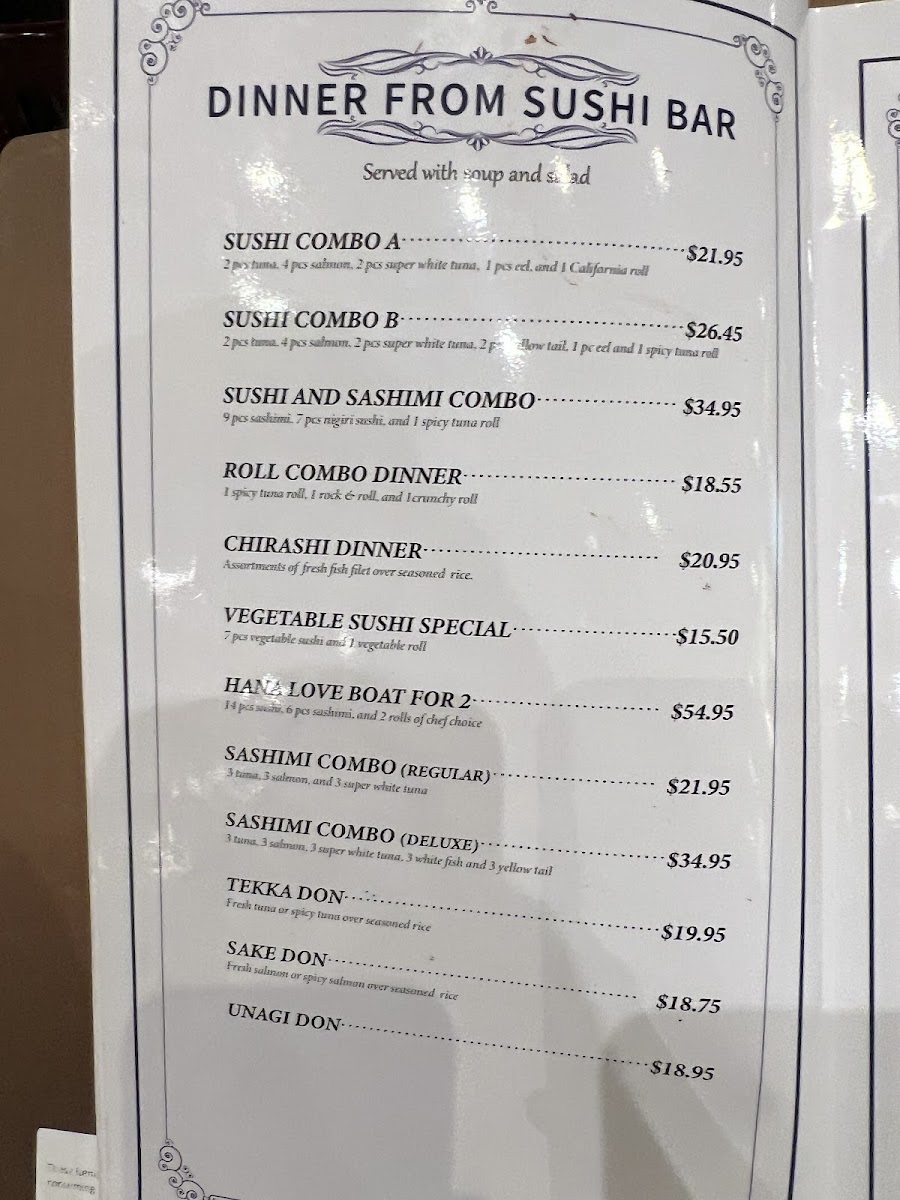 DINNER FROM SUSHI BAR
Served with soup and salad
SUSHI COMBO A $21.95
2 pcs tuna, 4 pcs salmon, 2 pcs super white tuna, 1 pcs eel, and 1 California roll
SUSHI COMBO B $26.45
2 pcs tuna, 4 pcs salmon, 2 pcs super white tuna, 2 yellow tail, 1 pc eel and 1 spicy tuna roll
SUSHI AND SASHIMI COMBO $34.95
9 pcs sashimi, 7 pcs nigiri sushi, and 1 spicy tuna roll
ROLL COMBO DINNER $18.55
1 spicy tuna roll, 1 rock & roll, and 1crunchy roll
CHIRASHI DINNER $20.95
Assortments of fresh fish filet over seasoned rice.
VEGETABLE SUSHI SPECIAL $15.50
7 pcs vegetable sushi and 1 vegetable roll
HANA LOVE BOAT FOR 2 $54.95
14 pcs sushi, 6 pcs sashimi, and 2 rolls of chef choice
SASHIMI COMBO (REGULAR) $21.95
3 tuna, 3 salmon, and 3 super white tuna
SASHIMI COMBO (DELUXE) $34.95
3 tuna, 3 salmon, 3 super white tuna, 3 white fish and 3 yellow tail
TEKKA DON $19.95
Fresh tuna or spicy tuna over seasoned rice
SAKE DON $18.75
Fresh salmon or spicy salmon over seasoned rice
UNAGI DON $18.95